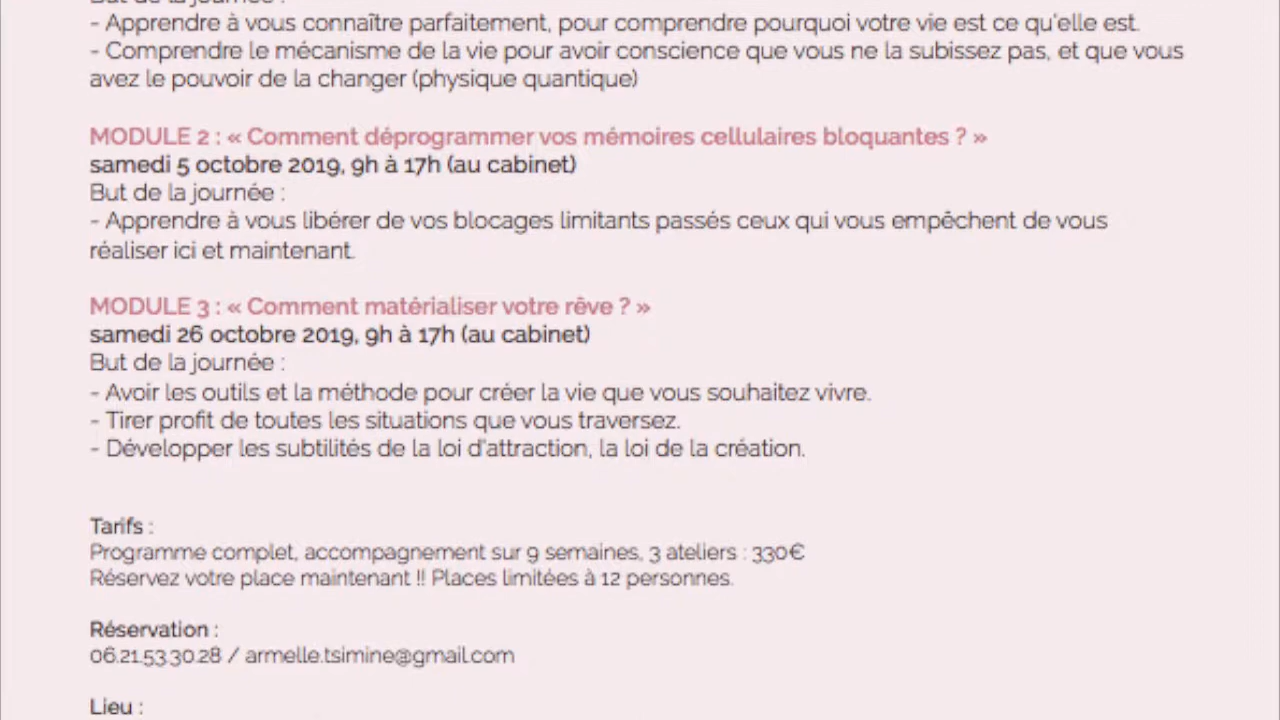 But de la journée :
- Apprendre à vous connaître parfaitement, pour comprendre pourquoi votre vie est ce qu'elle est.
- Comprendre le mécanisme de la vie pour avoir conscience que vous ne la subissez pas, et que vous
avez le pouvoir de la changer (physique quantique)
MODULE 2 : « Comment déprogrammer vos mémoires cellulaires bloquantes ? »
samedi 5 octobre 2019, 9h à 17h (au cabinet)
But de la journée :
- Apprendre à vous libérer de vos blocages limitants passés ceux qui vous empêchent de vous
réaliser ici et maintenant.
MODULE 3 : « Comment matérialiser votre rêve ? »
samedi 26 octobre 2019, 9h à 17h (au cabinet)
But de la journée :
- Avoir les outils et la méthode pour créer la vie que vous souhaitez vivre.
- Tirer profit de toutes les situations que vous traversez.
- Développer les subtilités de la loi d'attraction, la loi de la création.
Tarifs :
Programme complet, accompagnement sur 9 semaines, 3 ateliers : 330€
Réservez votre place maintenant !! Places limitées à 12 personnes.
Réservation :
06.21.53.30.28 / armelle.tsimine@gmail.com
Lieu :